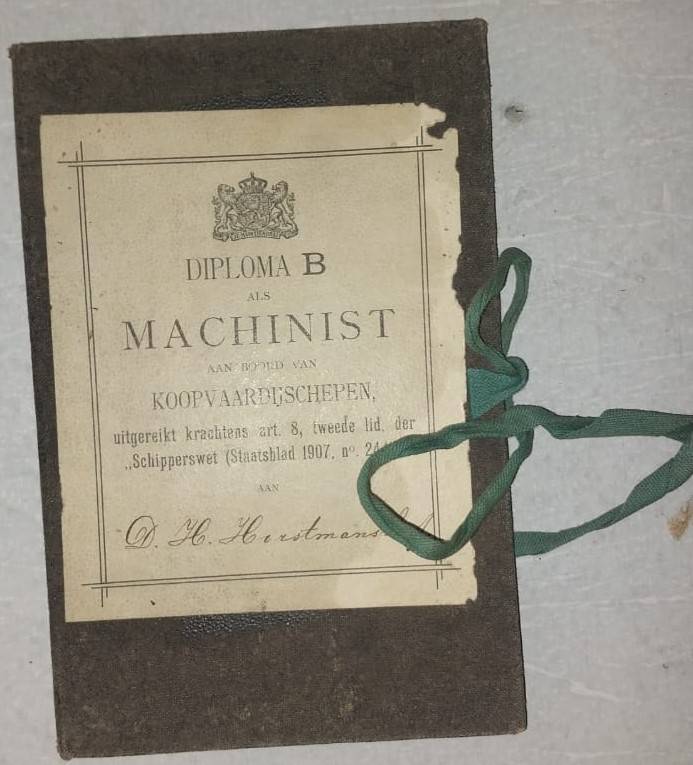 DIPLOMA B
ALS
MACHINIST
AAN BOORD VAN
KOOPVAARDIJSCHEPEN,
uitgereikt krachtens art. 8, tweede lid, der
„Schipperswet (Staatsblad 1907, nº.
AAN
D. H.